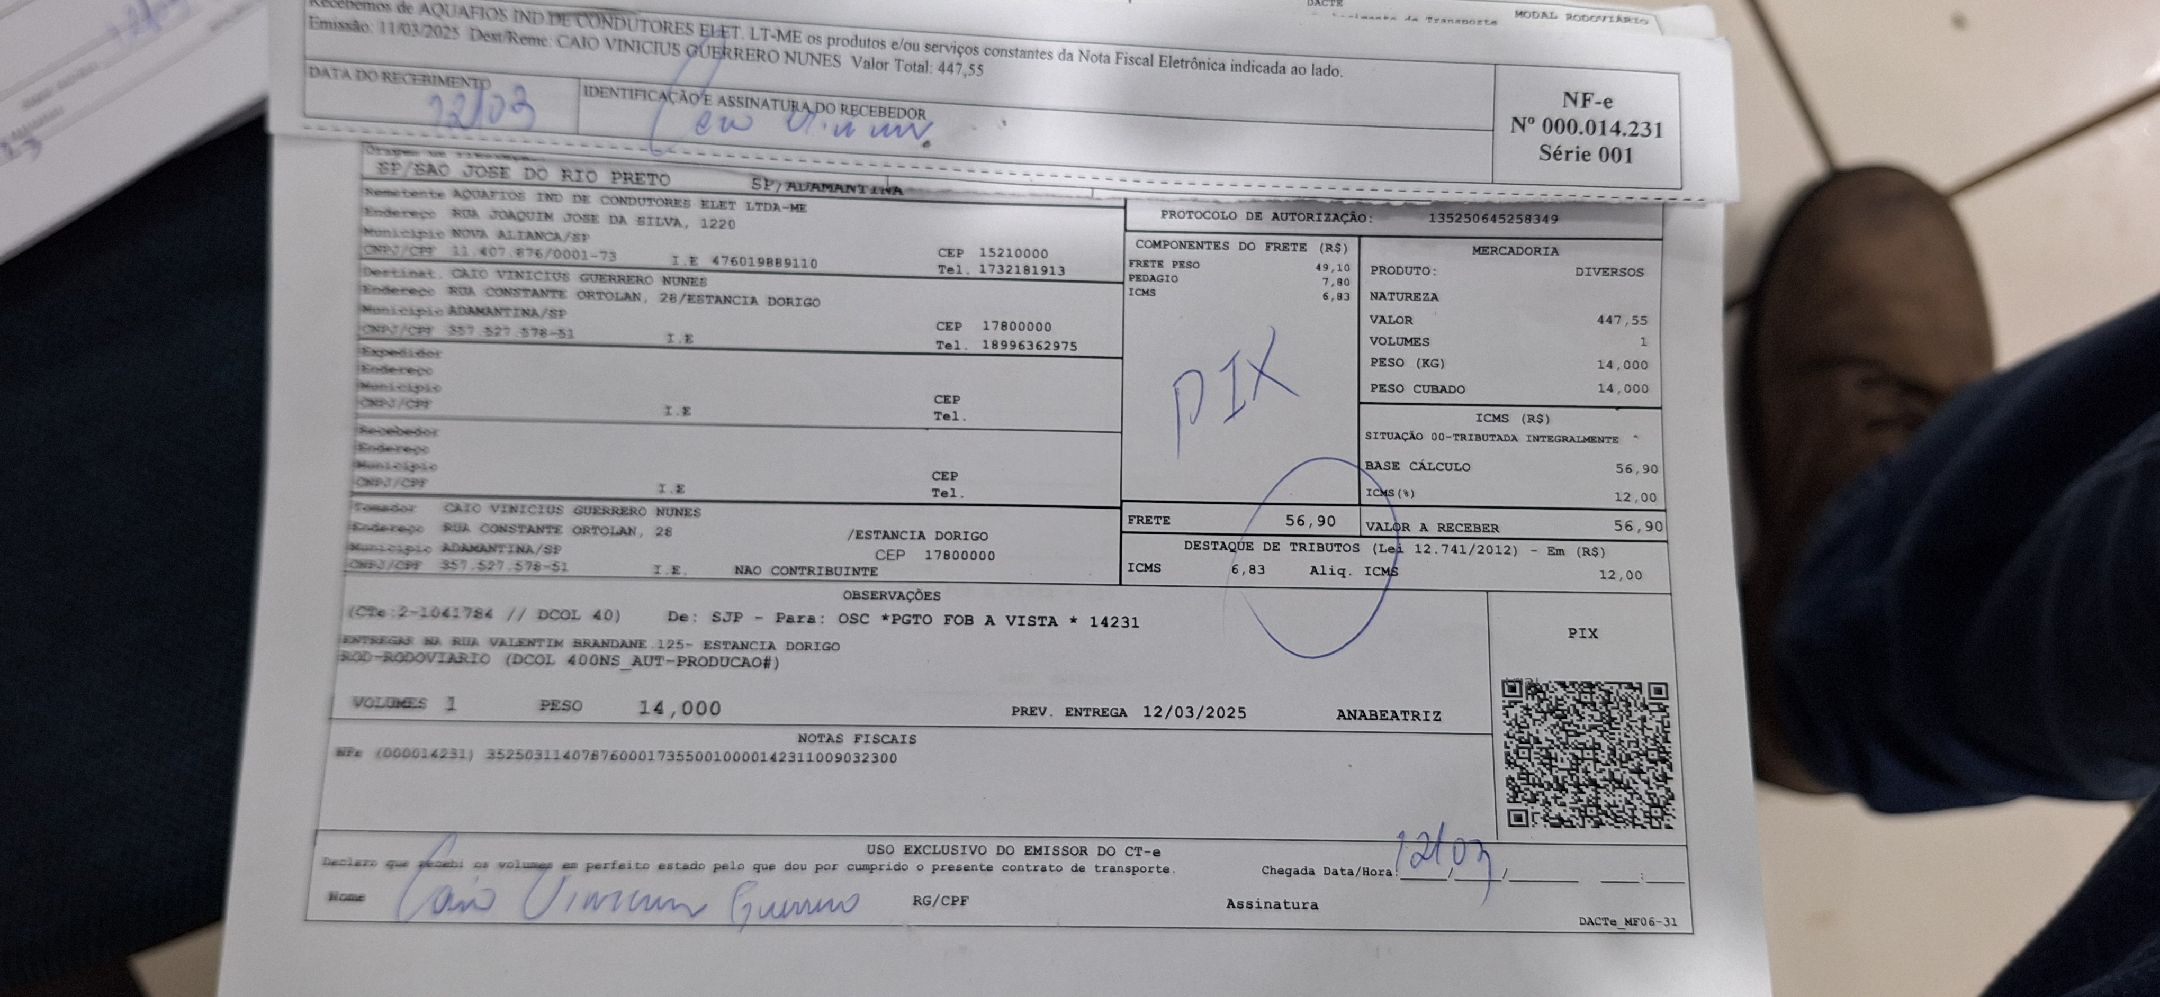 DACTE
MODAL RODOVIÁRIO
Recebemos de AQUAFIOS IND.DE CONDUTORES ELET. LT-ME os produtos e/ou serviços constantes da Nota Fiscal Eletrônica indicada ao lado.
Emissão: 11/03/2025 Dest/Reme: CAIO VINICIUS GUERRERO NUNES Valor Total: 447,55
DATA DO RECEBIMENTO
12/03
IDENTIFICAÇÃO E ASSINATURA DO RECEBEDOR
NF-e
Nº 000.014.231
Série 001
SP/SAO JOSE DO RIO PRETO SP/ADAMANTINA
Remetente AQUAFIOS IND DE CONDUTORES ELET LTDA-ME
Endereço RUA JOAQUIM JOSE DA SILVA, 1220
Município NOVA ALIANCA/SP
CEP 15210000
CNPJ/CPF 11.407.876/0001-73 I.E 476019889110 Tel. 1732181913
Destinat. CAIO VINICIUS GUERRERO NUNES
Endereço RUA CONSTANTE ORTOLAN, 28/ESTANCIA DORIGO
Município ADAMANTINA/SP
CEP 17800000
CNPJ/CPF 357.527.578-51 I.E Tel. 18996362975
Expedidor
Endereço
Município
CEP
CNPJ/CPF I.E Tel.
Recebedor
Endereço
Município
CEP
CNPJ/CPF I.E Tel.
Tomador CAIO VINICIUS GUERRERO NUNES
Endereço RUA CONSTANTE ORTOLAN, 28 /ESTANCIA DORIGO
Município ADAMANTINA/SP CEP 17800000
CNPJ/CPF 357.527.578-51 I.E. NAO CONTRIBUINTE
PROTOCOLO DE AUTORIZAÇÃO: 135250645258349
COMPONENTES DO FRETE (R$)
FRETE PESO 49,10
PEDAGIO 7,80
ICMS 6,83
PIX
MERCADORIA
PRODUTO: DIVERSOS
NATUREZA
VALOR 447,55
VOLUMES 1
PESO (KG) 14,000
PESO CUBADO 14,000
ICMS (R$)
SITUAÇÃO 00-TRIBUTADA INTEGRALMENTE
BASE CÁLCULO 56,90
ICMS(%) 12,00
FRETE 56,90
VALOR A RECEBER 56,90
DESTAQUE DE TRIBUTOS (Lei 12.741/2012) - Em (R$)
ICMS 6,83 Aliq. ICMS 12,00
OBSERVAÇÕES
(CTe:2-1041784 // DCOL 40) De: SJP - Para: OSC *PGTO FOB A VISTA * 14231
ENTREGAS NA RUA VALENTIM BRANDANE 125- ESTANCIA DORIGO
ROD-RODOVIARIO (DCOL 400NS_AUT-PRODUCAO#)
VOLUMES 1 PESO 14,000 PREV. ENTREGA 12/03/2025 ANABEATRIZ
PIX
NOTAS FISCAIS
NFe (000014231) 35250311407876000173550010000142311009032300
USO EXCLUSIVO DO EMISSOR DO CT-e
Declaro que recebi os volumes em perfeito estado pelo que dou por cumprido o presente contrato de transporte.
Chegada Data/Hora: 12/03
Nome Caio Vinicius Guerrero RG/CPF Assinatura
DACTe_MF06-31